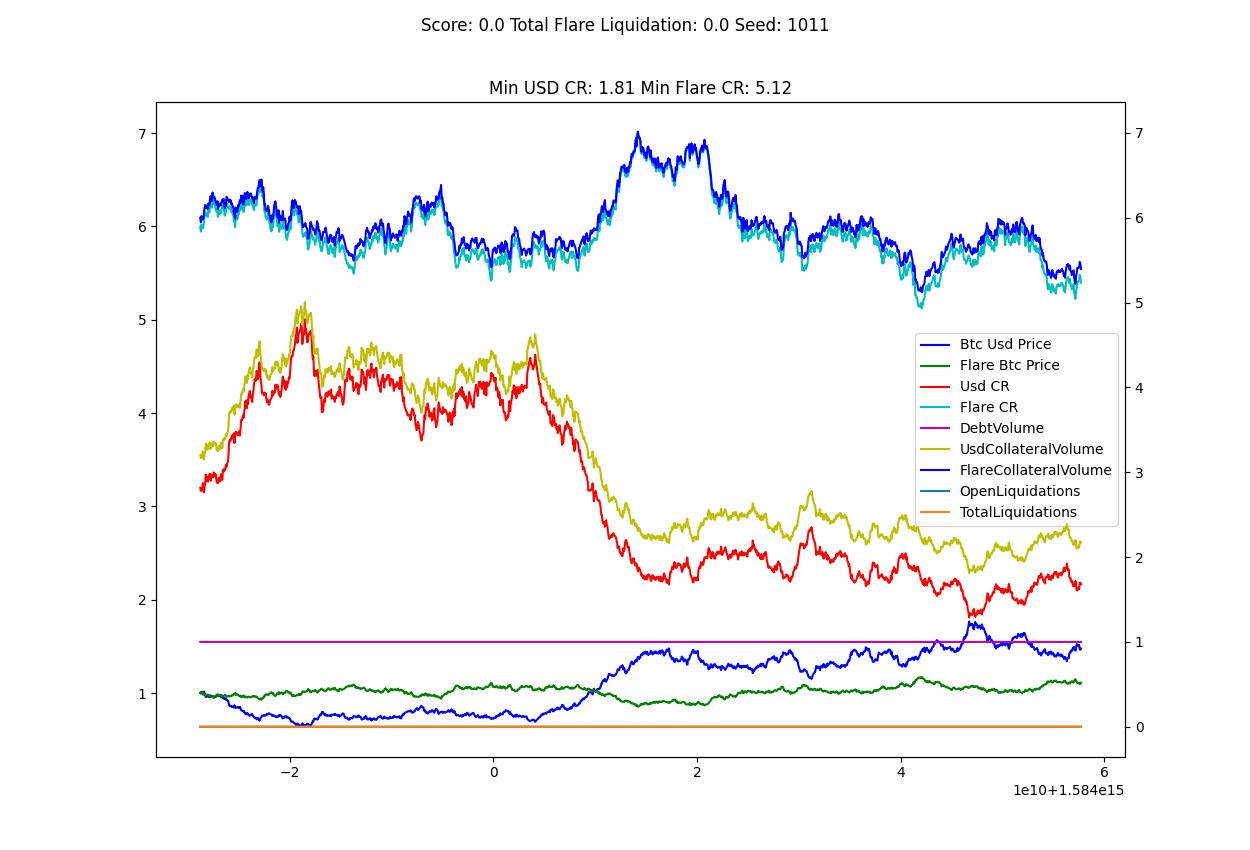 Score: 0.0 Total Flare Liquidation: 0.0 Seed: 1011
Min USD CR: 1.81 Min Flare CR: 5.12
7
6
5
4
3
2
1
7
6
5
4
3
2
1
0
Btc Usd Price
Flare Btc Price
Usd CR
Flare CR
DebtVolume
UsdCollateralVolume
FlareCollateralVolume
OpenLiquidations
TotalLiquidations
−2 0 2 4 6
1e10+1.584e15